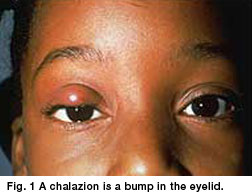 Fig. 1 A chalazion is a bump in the eyelid.